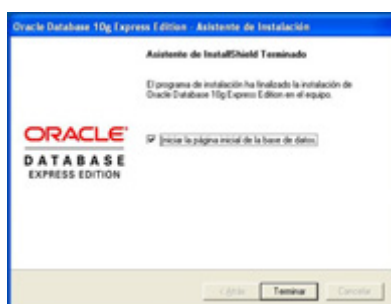 Oracle Database 10g Express Edition - Asistente de Instalación
Asistente de InstallShield Terminado
El programa de instalación ha finalizado la instalación de
Oracle Database 10g Express Edition en el equipo.
Iniciar la página inicial de la base de datos.
ORACLE
DATABASE
EXPRESS EDITION
< Atrás
Terminar
Cancelar